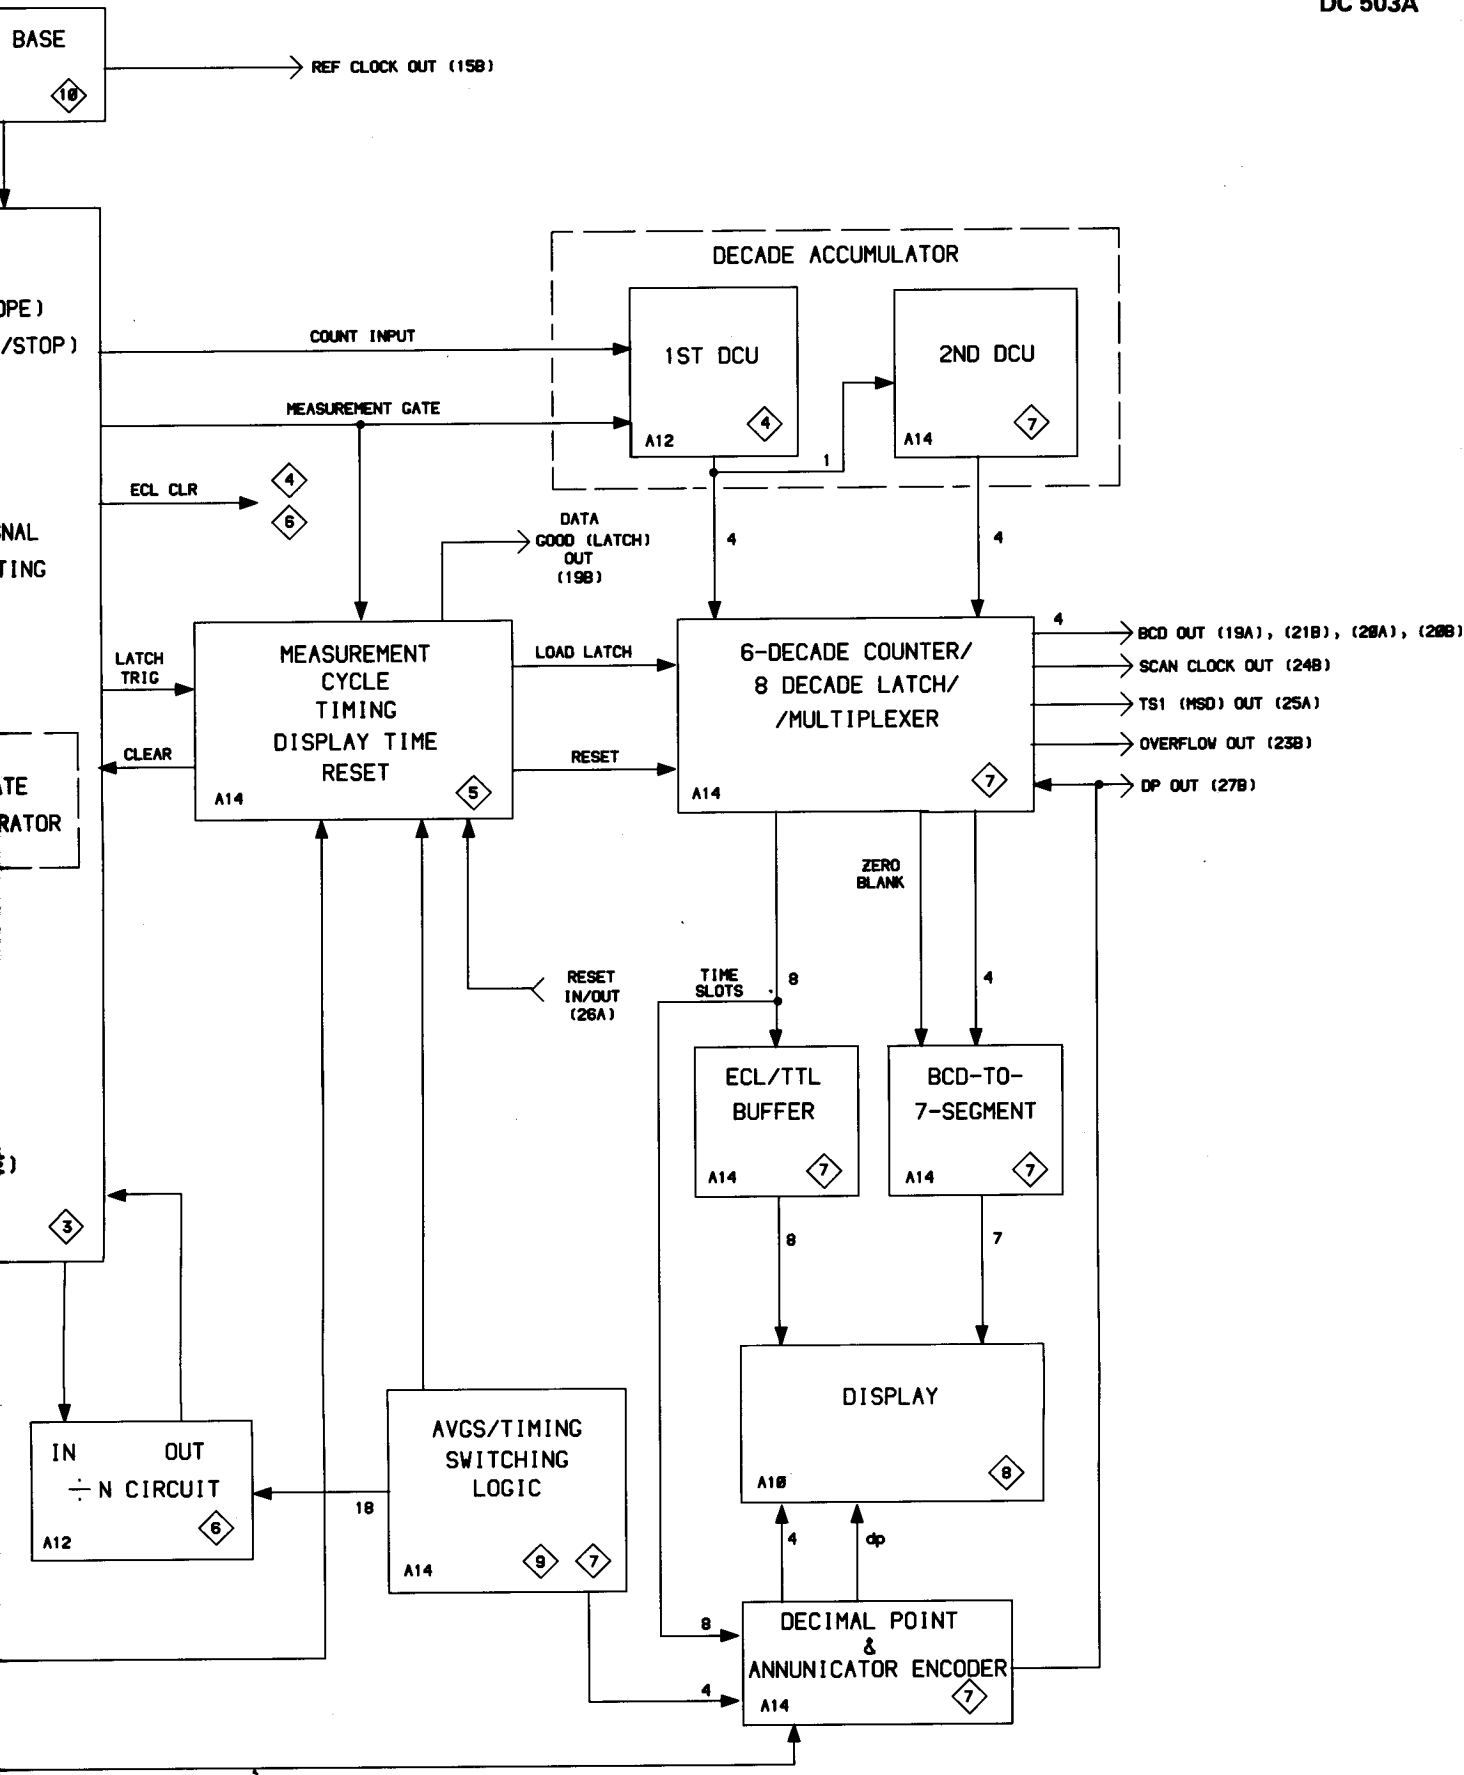 DC 503A
BASE
10
REF CLOCK OUT (15B)
DECADE ACCUMULATOR
OPE)
/STOP)
COUNT INPUT
1ST DCU
4
A12
2ND DCU
7
A14
MEASUREMENT GATE
1
ECL CLR
4
6
DATA
GOOD (LATCH)
OUT
(19B)
4
4
TING
LATCH
TRIG
CLEAR
MEASUREMENT
CYCLE
TIMING
DISPLAY TIME
RESET
A14
5
LOAD LATCH
RESET
6-DECADE COUNTER/
8 DECADE LATCH/
/MULTIPLEXER
A14
7
4
BCD OUT (19A), (21B), (20A), (20B)
SCAN CLOCK OUT (24B)
TS1 (MSD) OUT (25A)
OVERFLOW OUT (23B)
DP OUT (27B)
ATE
RATOR
ZERO
BLANK
RESET
IN/OUT
(26A)
TIME
SLOTS
8
4
ECL/TTL
BUFFER
A14
7
BCD-TO-
7-SEGMENT
A14
7
3
8
7
DISPLAY
A10
8
IN OUT
÷ N CIRCUIT
A12
6
18
AVGS/TIMING
SWITCHING
LOGIC
A14
9
7
4
dp
8
4
DECIMAL POINT
&
ANNUNICATOR ENCODER
A14
7